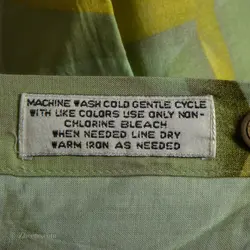 MACHINE WASH COLD GENTLE CYCLE
WITH LIKE COLORS USE ONLY NON-
CHLORINE BLEACH
WHEN NEEDED LINE DRY
WARM IRON AS NEEDED